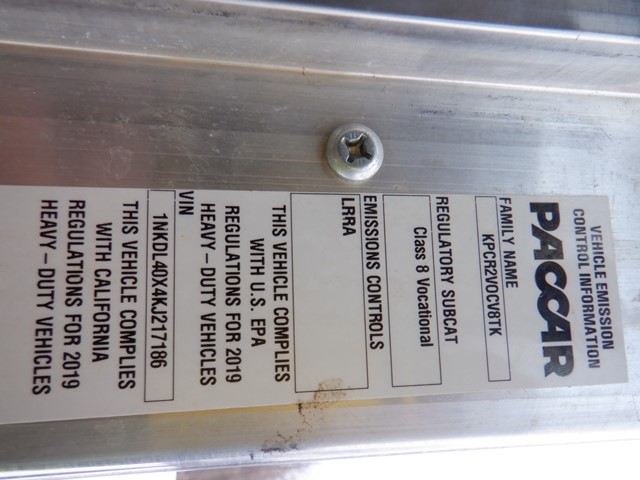 VEHICLE EMISSION
CONTROL INFORMATION
PACCAR
FAMILY NAME
KPCR2VOCV8TK
REGULATORY SUBCAT
Class 8 Vocational
EMISSIONS CONTROLS
LRRA
THIS VEHICLE COMPLIES
WITH U.S. EPA
REGULATIONS FOR 2019
HEAVY – DUTY VEHICLES
VIN
1NKDL40X4KJ217186
THIS VEHICLE COMPLIES
WITH CALIFORNIA
REGULATIONS FOR 2019
HEAVY – DUTY VEHICLES